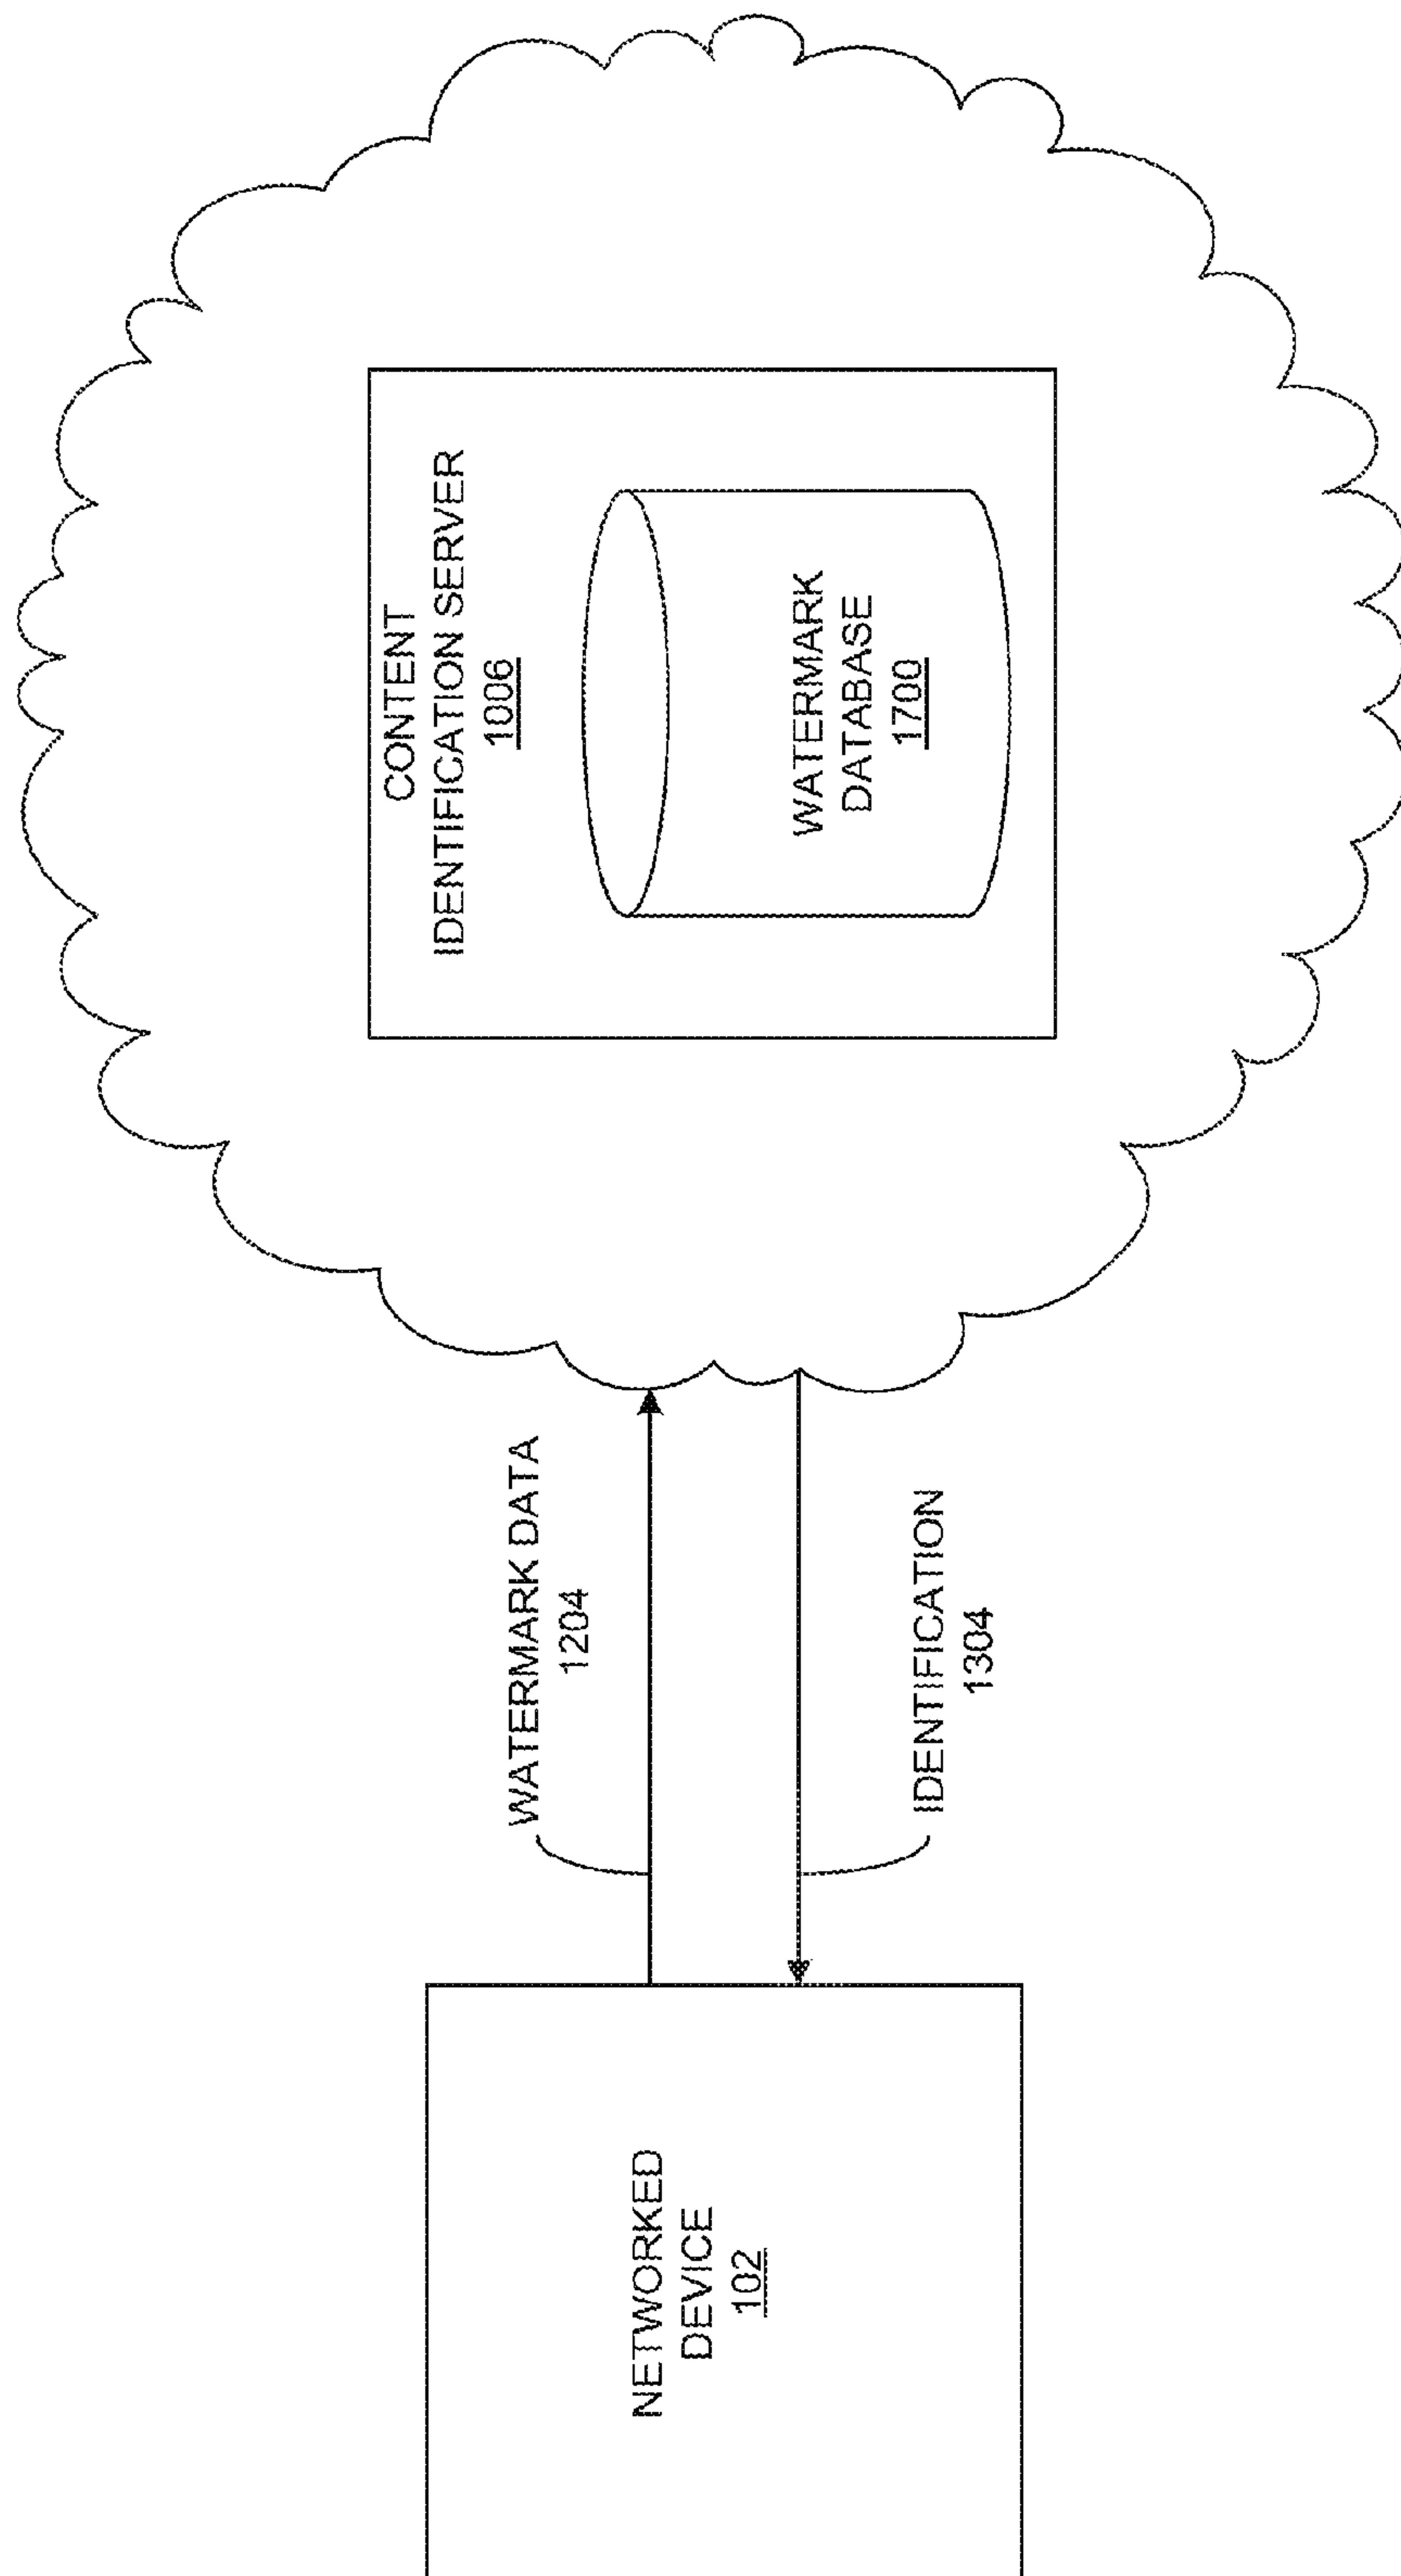 NETWORKED
DEVICE
102
WATERMARK DATA
1204
IDENTIFICATION
1304
CONTENT
IDENTIFICATION SERVER
1006
WATERMARK
DATABASE
1700